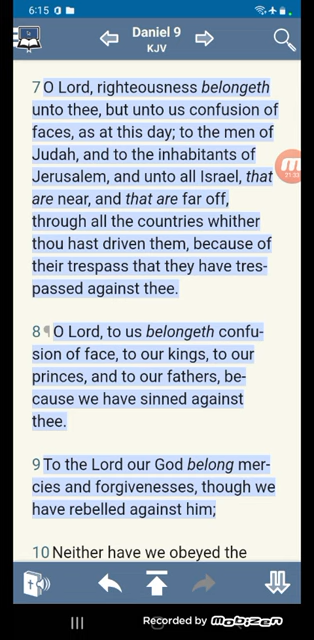 6:15
Daniel 9
KJV
7 O Lord, righteousness belongeth
unto thee, but unto us confusion of
faces, as at this day; to the men of
Judah, and to the inhabitants of
Jerusalem, and unto all Israel, that
are near, and that are far off,
through all the countries whither
thou hast driven them, because of
their trespass that they have tres-
passed against thee.
8 ¶ O Lord, to us belongeth confu-
sion of face, to our kings, to our
princes, and to our fathers, be-
cause we have sinned against
thee.
9 To the Lord our God belong mer-
cies and forgivenesses, though we
have rebelled against him;
10 Neither have we obeyed the
Recorded by Mobizen